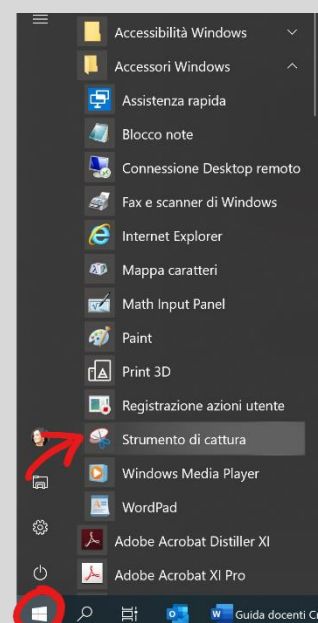 Accessibilità Windows
Accessori Windows
Assistenza rapida
Blocco note
Connessione Desktop remoto
Fax e scanner di Windows
Internet Explorer
Mappa caratteri
Math Input Panel
Paint
Print 3D
Registrazione azioni utente
Strumento di cattura
Windows Media Player
WordPad
Adobe Acrobat Distiller XI
Adobe Acrobat XI Pro
Guida docenti